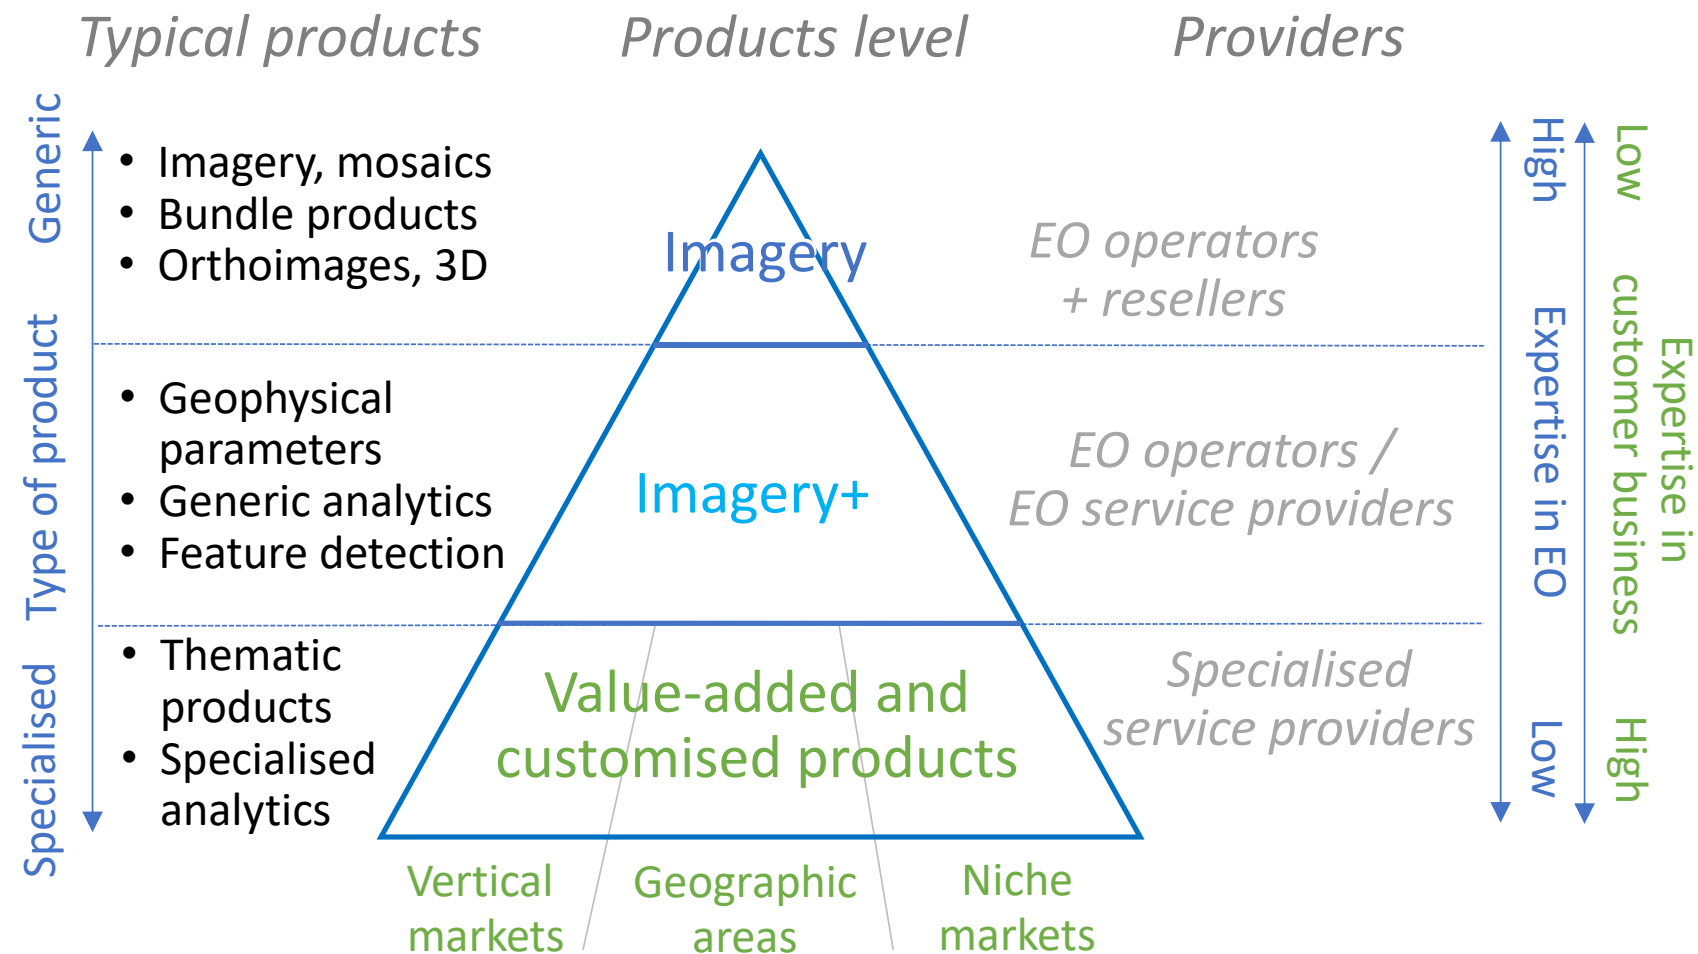 Typical products
Products level
Providers
Generic
Type of product
Specialised
• Imagery, mosaics
• Bundle products
• Orthoimages, 3D
Imagery
EO operators
+ resellers
• Geophysical
parameters
• Generic analytics
• Feature detection
Imagery+
EO operators /
EO service providers
• Thematic
products
• Specialised
analytics
Value-added and
customised products
Specialised
service providers
Vertical
markets
Geographic
areas
Niche
markets
High
Expertise in EO
Low
Low
Expertise in
customer business
High